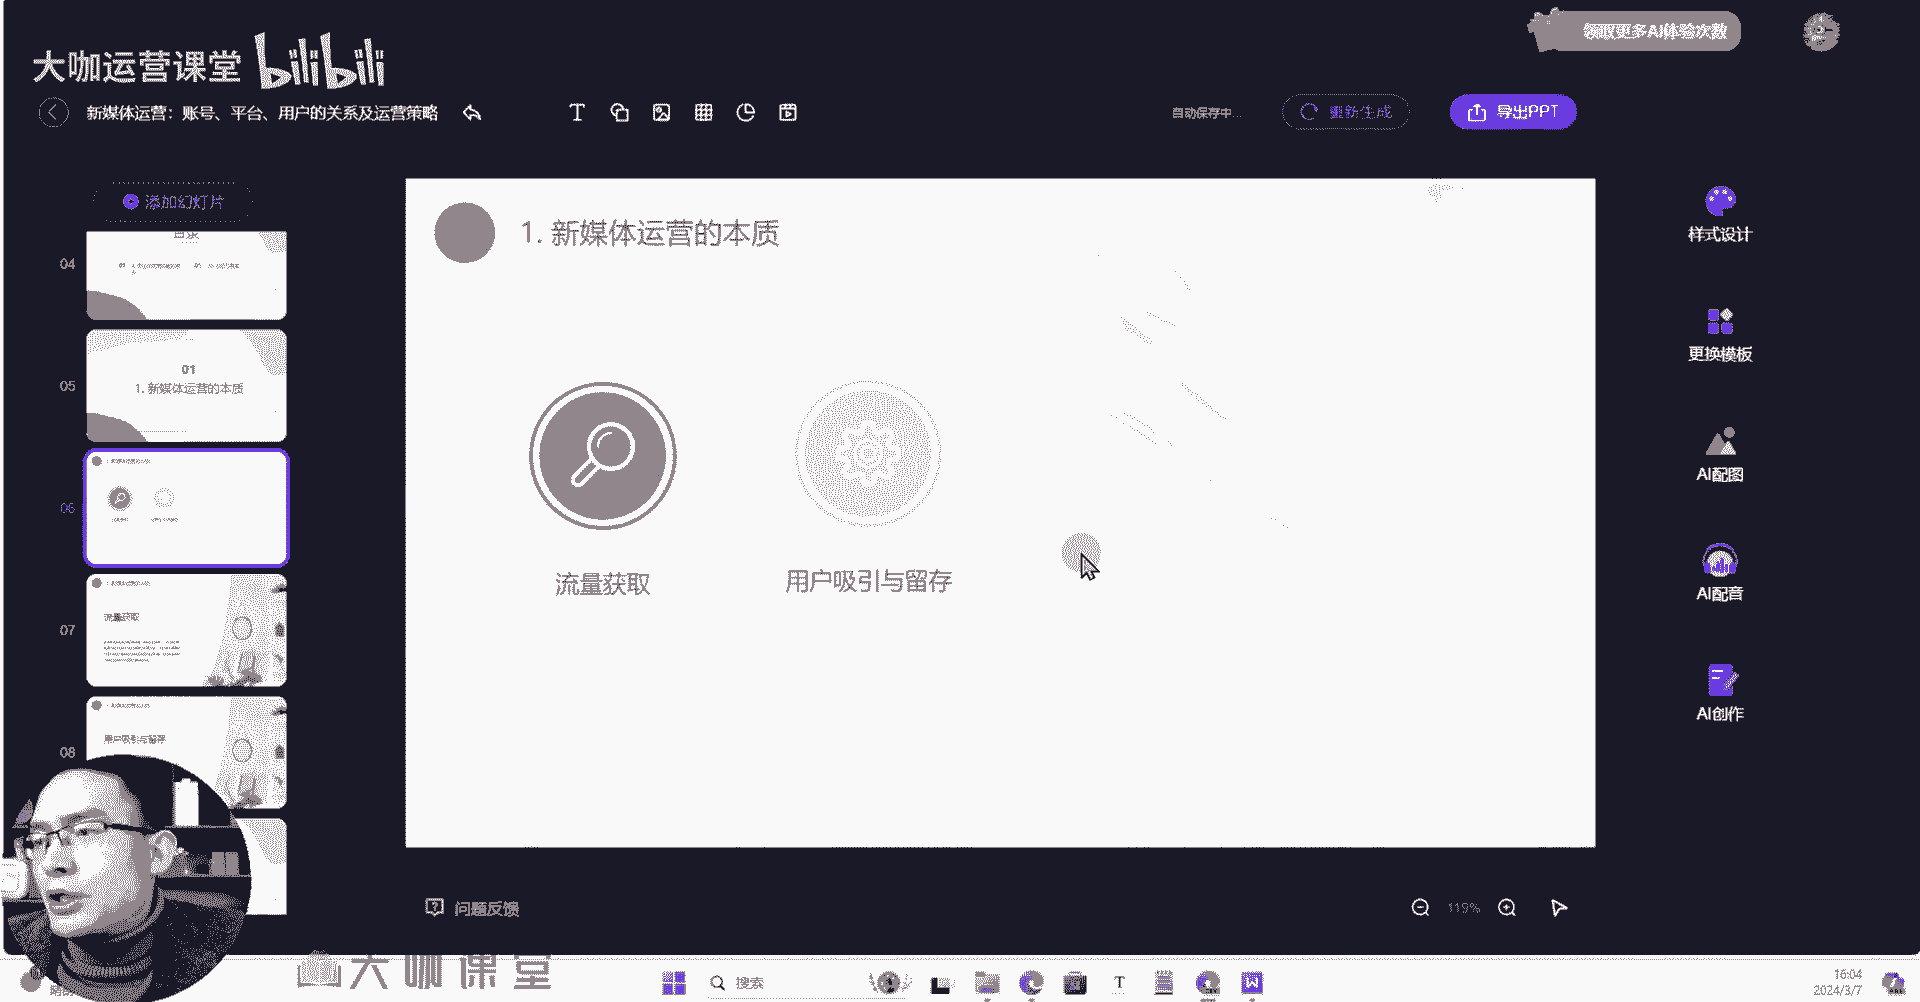 领取更多AI体验次数
大咖运营课堂 bilibili
新媒体运营：账号、平台、用户的关系及运营策略
自动保存中...
重新生成
导出PPT
添加幻灯片
目录
04
05
01
1. 新媒体运营的本质
06
07
流量获取
08
用户吸引与留存
1. 新媒体运营的本质
流量获取
用户吸引与留存
样式设计
更换模板
AI配图
AI配音
AI创作
问题反馈
119%
大咖课堂
搜索
16:04
2024/3/7